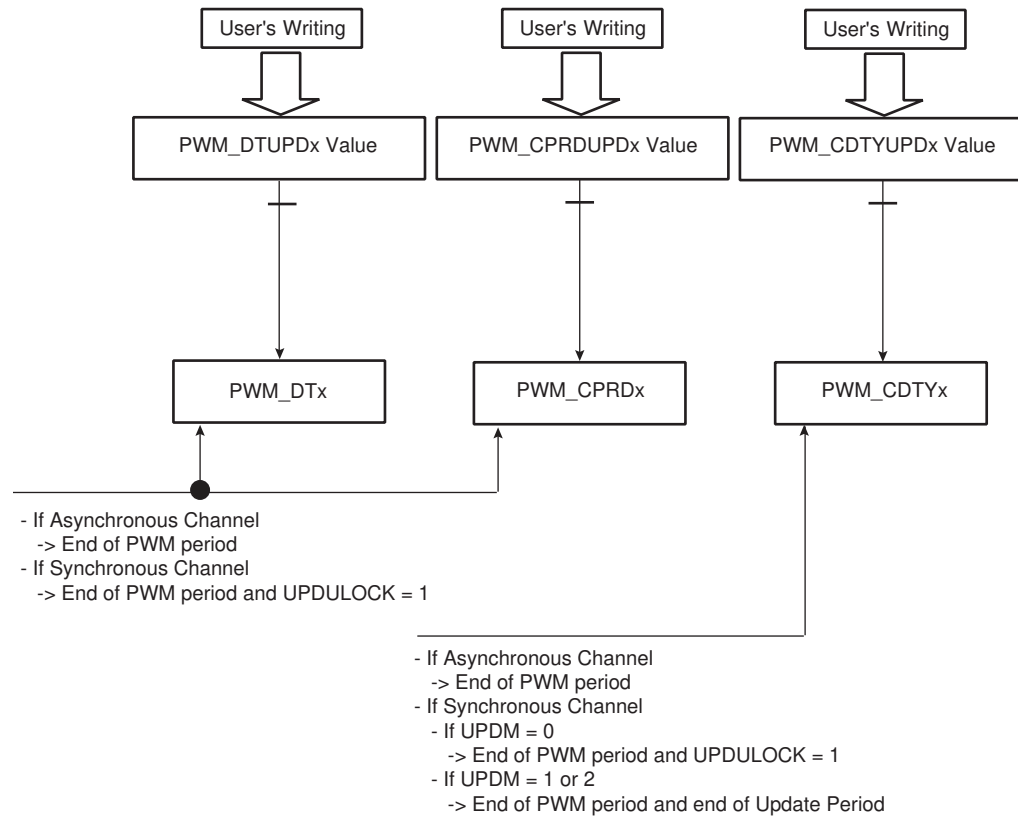 User's Writing
User's Writing
User's Writing
PWM_DTUPDx Value
PWM_CPRDUPDx Value
PWM_CDTYUPDx Value
PWM_DTx
PWM_CPRDx
PWM_CDTYx
- If Asynchronous Channel
-> End of PWM period
- If Synchronous Channel
-> End of PWM period and UPDULOCK = 1
- If Asynchronous Channel
-> End of PWM period
- If Synchronous Channel
- If UPDM = 0
-> End of PWM period and UPDULOCK = 1
- If UPDM = 1 or 2
-> End of PWM period and end of Update Period